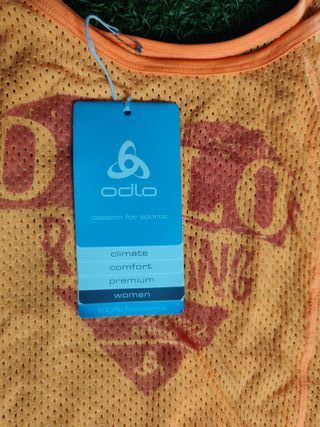 odlo
passion for sports
climate
comfort
premium
women
100% functional